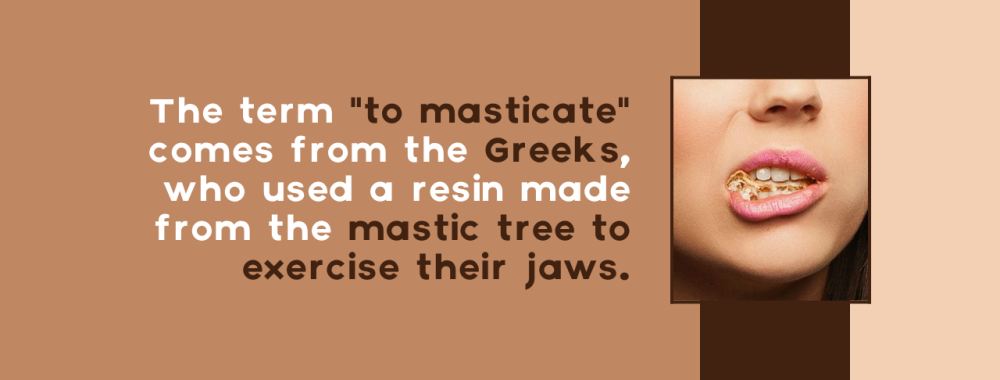 The term "to masticate"
comes from the Greeks,
who used a resin made
from the mastic tree to
exercise their jaws.